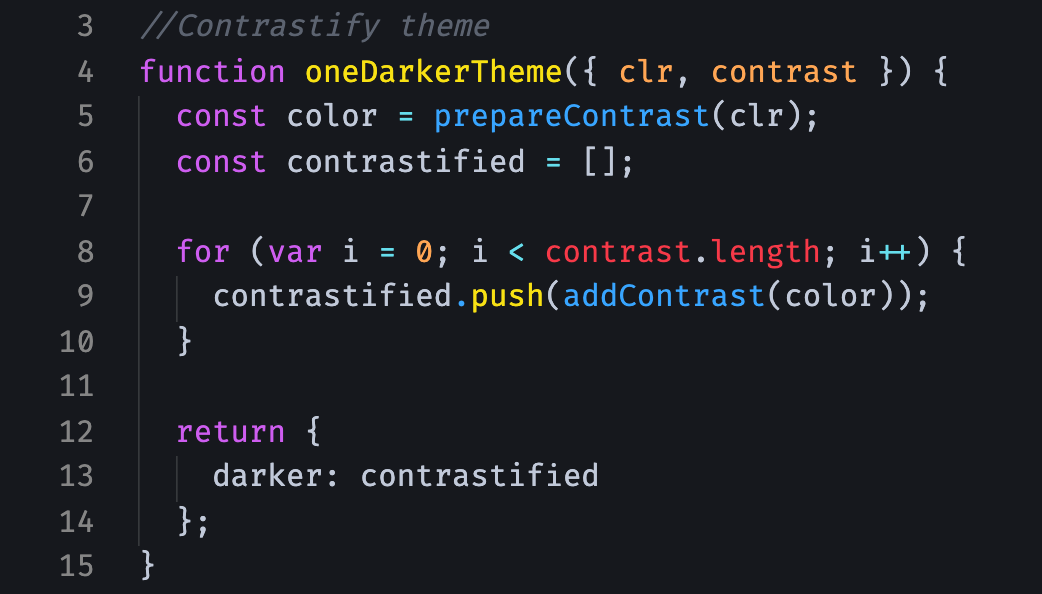 3 //Contrastify theme
4 function oneDarkerTheme({ clr, contrast }) {
5   const color = prepareContrast(clr);
6   const contrastified = [];
7
8   for (var i = 0; i < contrast.length; i++) {
9     contrastified.push(addContrast(color));
10   }
11
12   return {
13     darker: contrastified
14   };
15 }